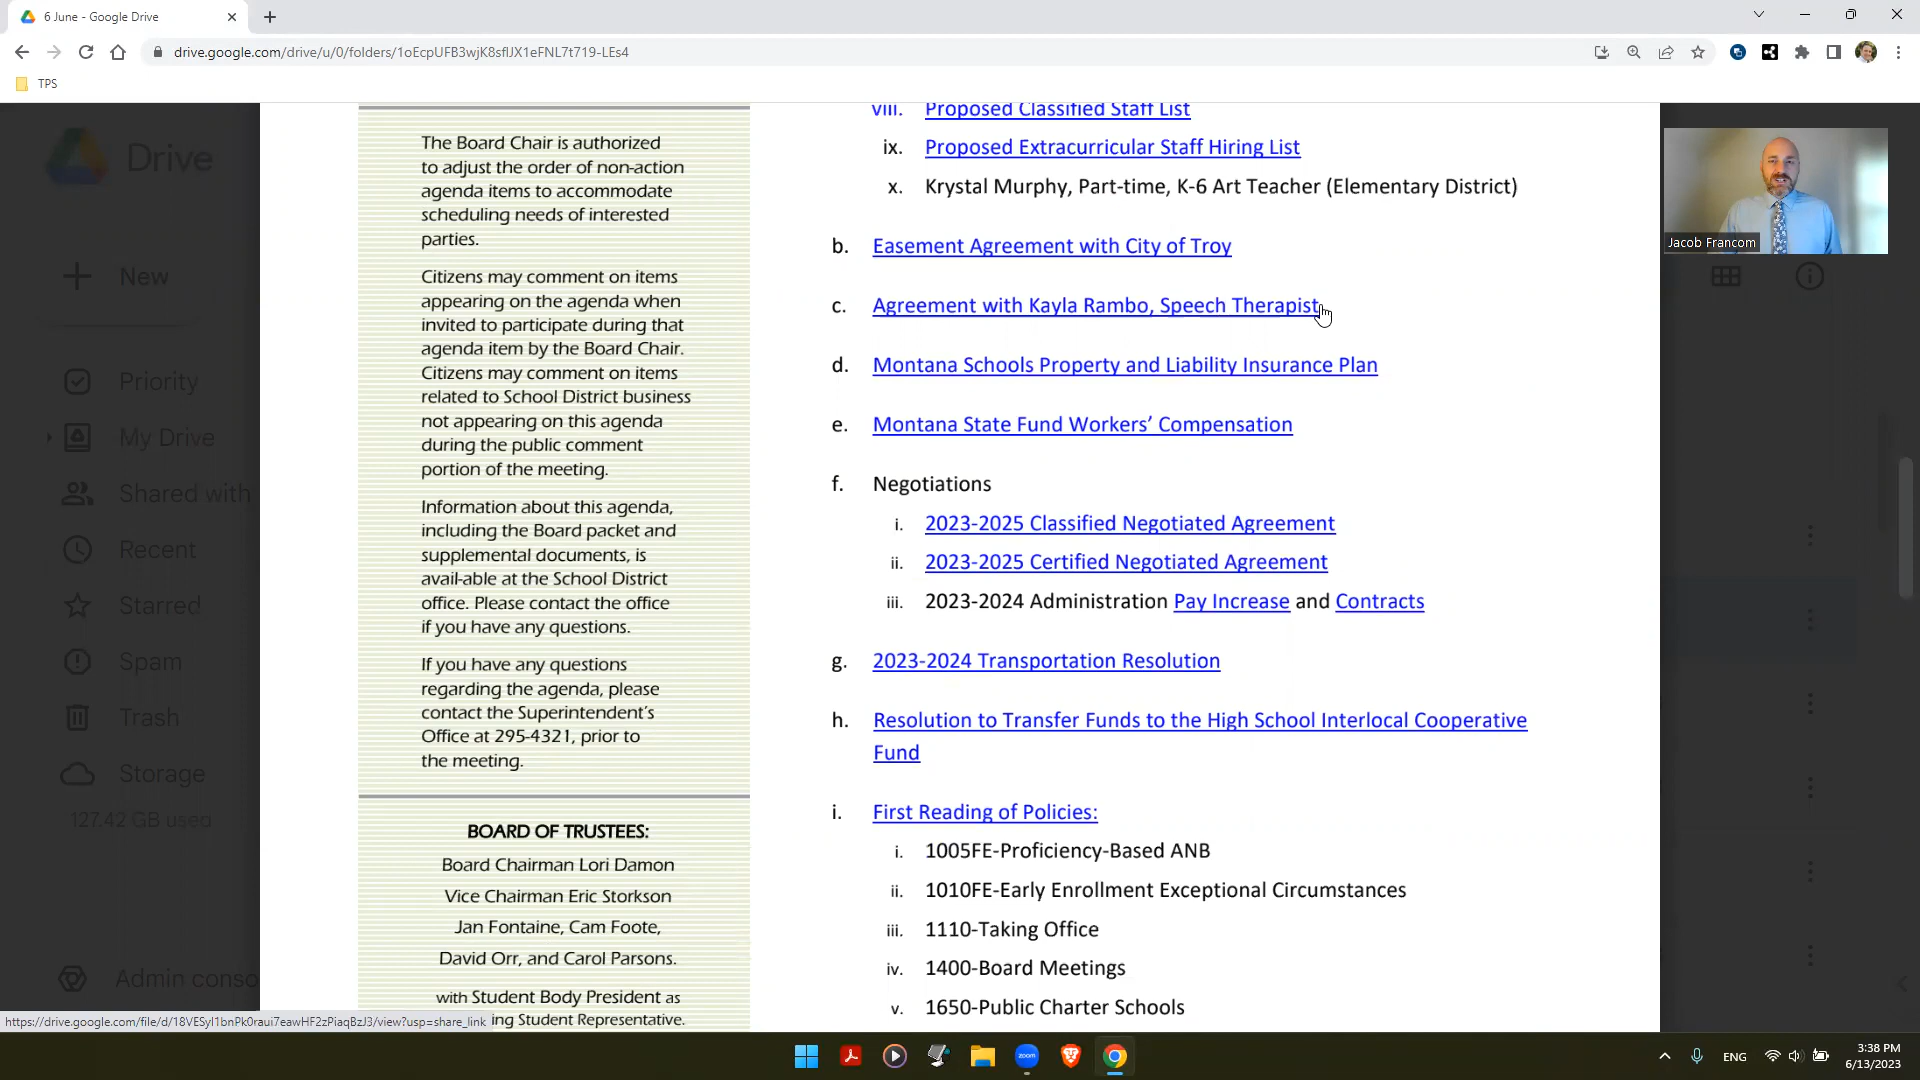 6 June - Google Drive
drive.google.com/drive/u/0/folders/1oEcpUFB3wjK8sflJX1eFNL7t719-LEs4
TPS
Drive
New
Priority
My Drive
Shared with
Recent
Starred
Spam
Trash
Storage
127.42 GB used
Admin conso
The Board Chair is authorized
to adjust the order of non-action
agenda items to accommodate
scheduling needs of interested
parties.
Citizens may comment on items
appearing on the agenda when
invited to participate during that
agenda item by the Board Chair.
Citizens may comment on items
related to School District business
not appearing on this agenda
during the public comment
portion of the meeting.
Information about this agenda,
including the Board packet and
supplemental documents, is
avail-able at the School District
office. Please contact the office
if you have any questions.
If you have any questions
regarding the agenda, please
contact the Superintendent's
Office at 295-4321, prior to
the meeting.
BOARD OF TRUSTEES:
Board Chairman Lori Damon
Vice Chairman Eric Storkson
Jan Fontaine, Cam Foote,
David Orr, and Carol Parsons.
with Student Body President as
ing Student Representative.
viii. Proposed Classified Staff List
ix. Proposed Extracurricular Staff Hiring List
x. Krystal Murphy, Part-time, K-6 Art Teacher (Elementary District)
b. Easement Agreement with City of Troy
c. Agreement with Kayla Rambo, Speech Therapist
d. Montana Schools Property and Liability Insurance Plan
e. Montana State Fund Workers’ Compensation
f. Negotiations
i. 2023-2025 Classified Negotiated Agreement
ii. 2023-2025 Certified Negotiated Agreement
iii. 2023-2024 Administration Pay Increase and Contracts
g. 2023-2024 Transportation Resolution
h. Resolution to Transfer Funds to the High School Interlocal Cooperative
Fund
i. First Reading of Policies:
i. 1005FE-Proficiency-Based ANB
ii. 1010FE-Early Enrollment Exceptional Circumstances
iii. 1110-Taking Office
iv. 1400-Board Meetings
v. 1650-Public Charter Schools
Jacob Francom
https://drive.google.com/file/d/18VESyl1bnPk0raui7eawHF2zPiaqBzJ3/view?usp=share_link
zoom
ENG
3:38 PM
6/13/2023